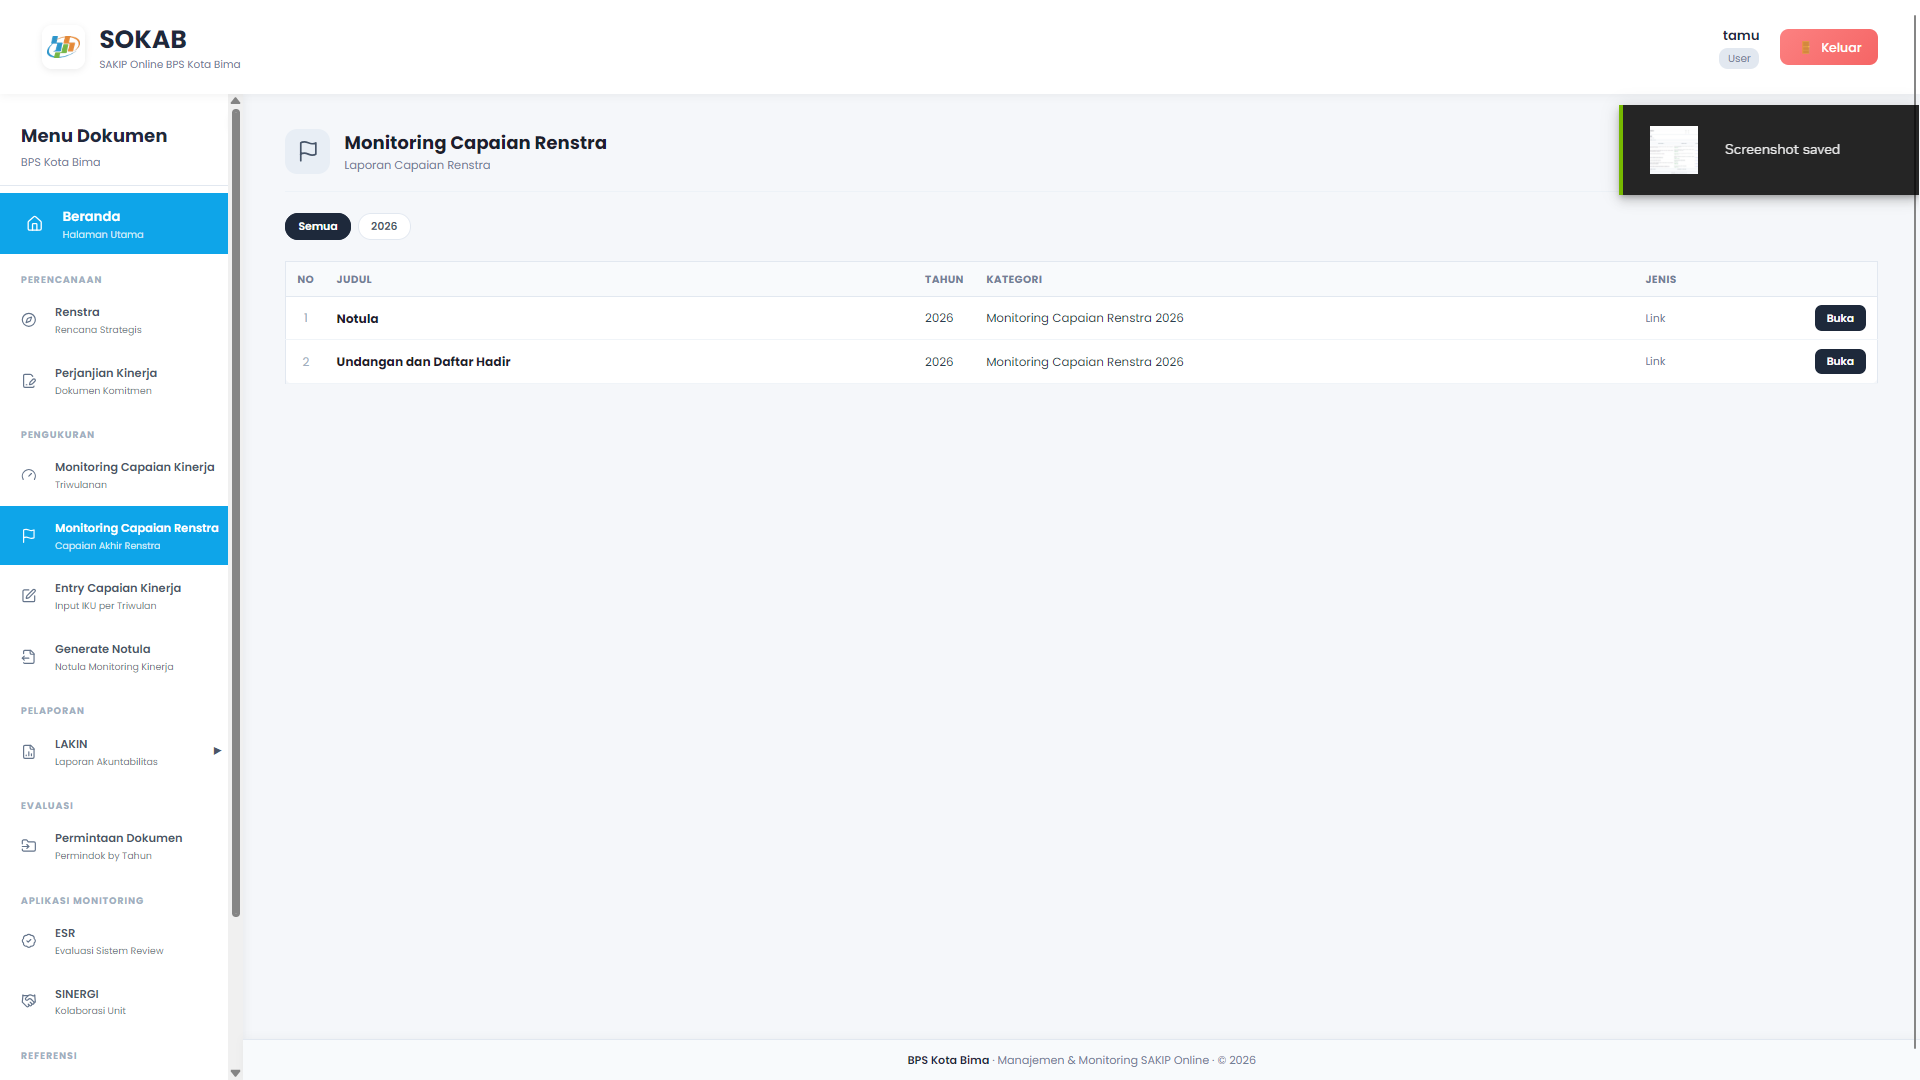 SOKAB
SAKIP Online BPS Kota Bima
tamu
User
Keluar
Menu Dokumen
BPS Kota Bima
Beranda
Halaman Utama
PERENCANAAN
Renstra
Rencana Strategis
Perjanjian Kinerja
Dokumen Komitmen
PENGUKURAN
Monitoring Capaian Kinerja
Triwulanan
Monitoring Capaian Renstra
Capaian Akhir Renstra
Entry Capaian Kinerja
Input IKU per Triwulan
Generate Notula
Notula Monitoring Kinerja
PELAPORAN
LAKIN
Laporan Akuntabilitas
EVALUASI
Permintaan Dokumen
Permindok by Tahun
APLIKASI MONITORING
ESR
Evaluasi Sistem Review
SINERGI
Kolaborasi Unit
REFERENSI
Monitoring Capaian Renstra
Laporan Capaian Renstra
Screenshot saved
Semua 2026
NO JUDUL TAHUN KATEGORI JENIS
1 Notula 2026 Monitoring Capaian Renstra 2026 Link Buka
2 Undangan dan Daftar Hadir 2026 Monitoring Capaian Renstra 2026 Link Buka
BPS Kota Bima · Manajemen & Monitoring SAKIP Online · © 2026